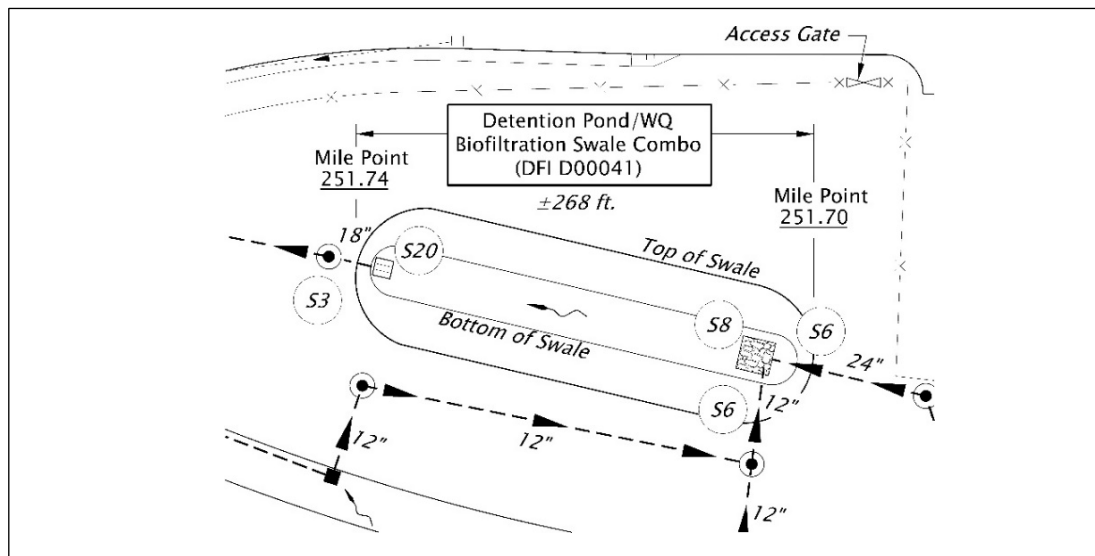 Access Gate
Detention Pond/WQ
Biofiltration Swale Combo
(DFI D00041)
±268 ft.
Mile Point
251.74
Mile Point
251.70
18"
S20
S3
Top of Swale
Bottom of Swale
S8
S6
24"
S6
12"
12"
12"
12"